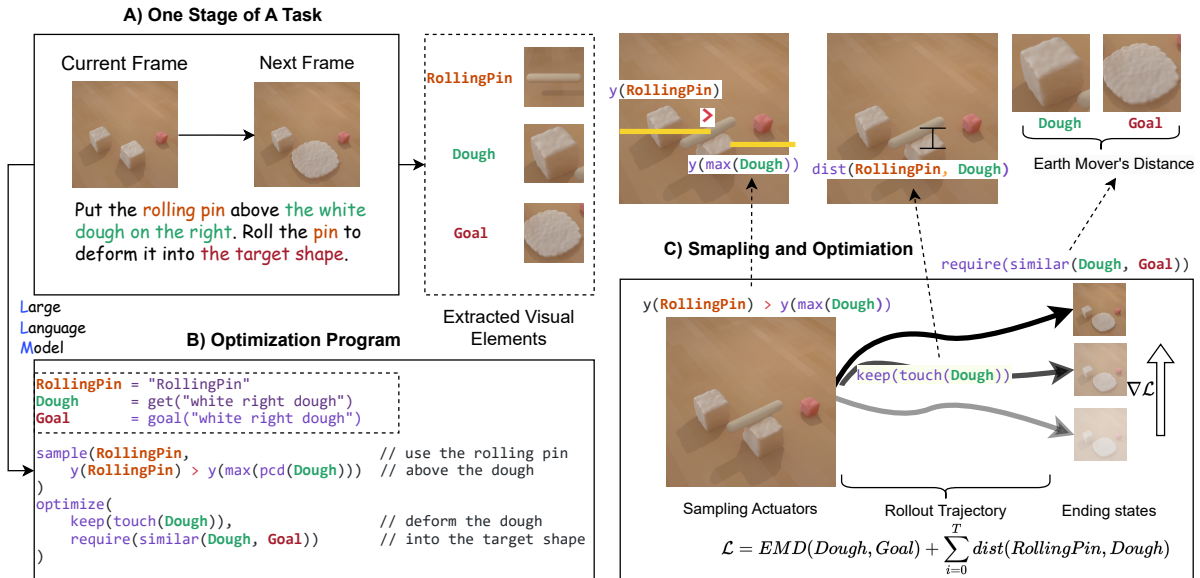 A) One Stage of A Task
Current Frame
Next Frame
Put the rolling pin above the white
dough on the right. Roll the pin to
deform it into the target shape.
RollingPin
Dough
Goal
Extracted Visual
Elements
Large
Language
Model
B) Optimization Program
RollingPin = "RollingPin"
Dough = get("white right dough")
Goal = goal("white right dough")
sample(RollingPin, // use the rolling pin
y(RollingPin) > y(max(pcd(Dough))) // above the dough
)
optimize(
keep(touch(Dough)), // deform the dough
require(similar(Dough, Goal)) // into the target shape
)
y(RollingPin)
>
y(max(Dough))
dist(RollingPin, Dough)
Dough
Goal
Earth Mover's Distance
C) Smapling and Optimiation
require(similar(Dough, Goal))
y(RollingPin) > y(max(Dough))
keep(touch(Dough))
∇ℒ
Sampling Actuators
Rollout Trajectory
Ending states
ℒ = EMD(Dough, Goal) + ∑_{i=0}^{T} dist(RollingPin, Dough)